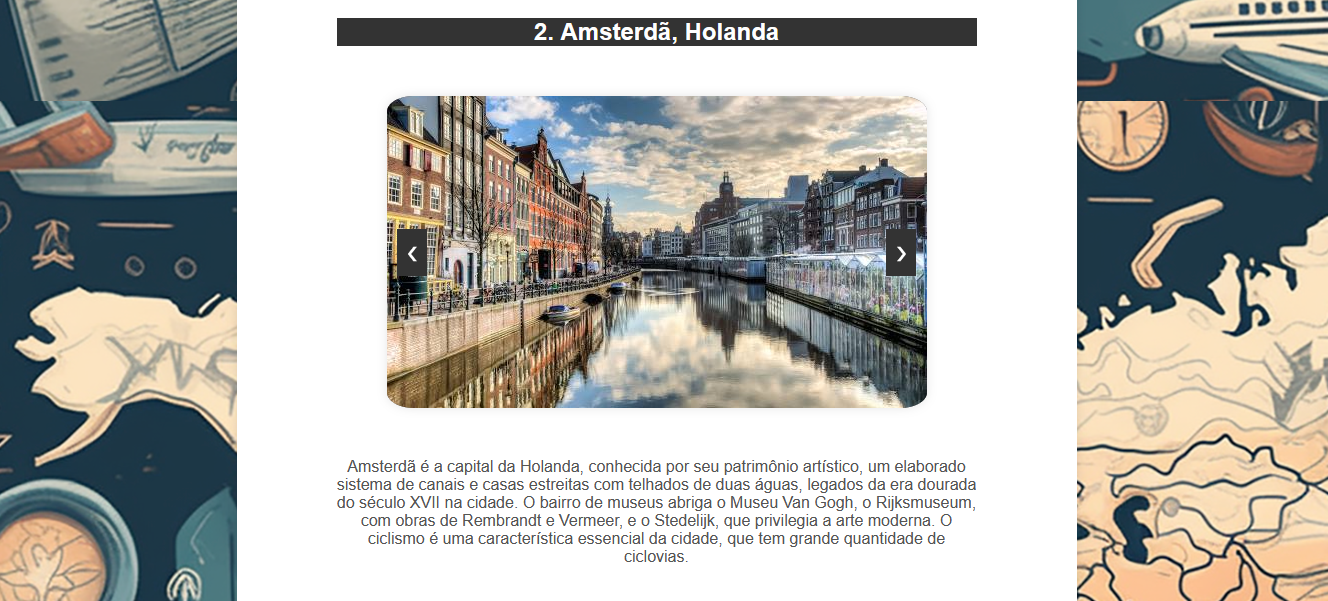 2. Amsterdã, Holanda
❮ ❯
Amsterdã é a capital da Holanda, conhecida por seu patrimônio artístico, um elaborado
sistema de canais e casas estreitas com telhados de duas águas, legados da era dourada
do século XVII na cidade. O bairro de museus abriga o Museu Van Gogh, o Rijksmuseum,
com obras de Rembrandt e Vermeer, e o Stedelijk, que privilegia a arte moderna. O
ciclismo é uma característica essencial da cidade, que tem grande quantidade de
ciclovias.